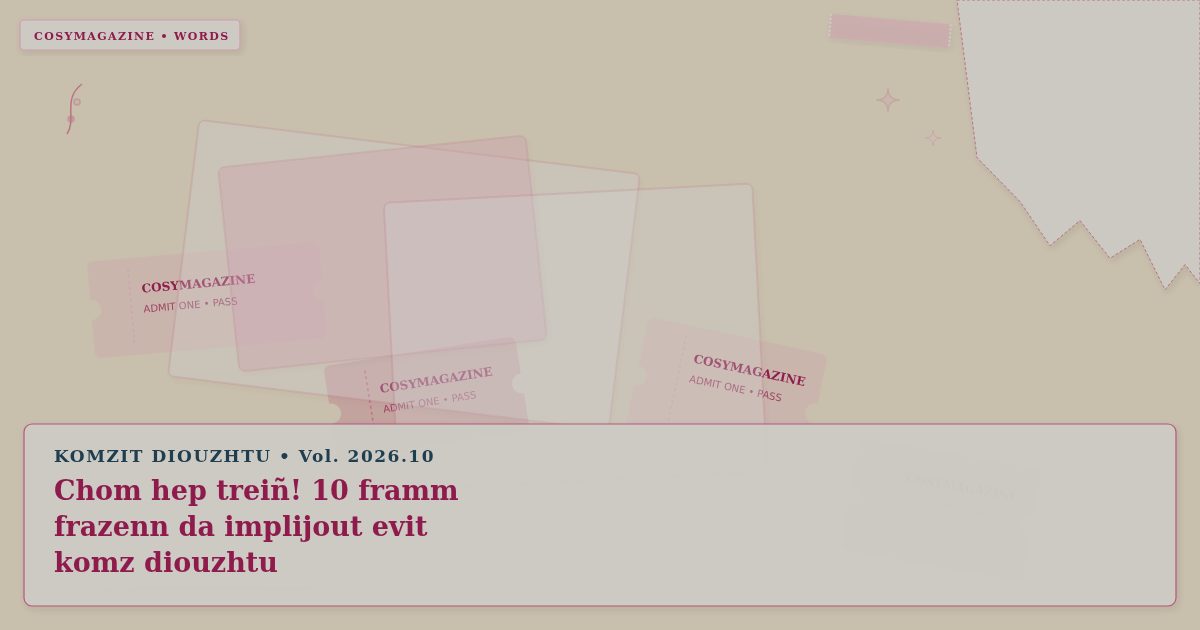 COSYMAGAZINE • WORDS
COSYMAGAZINE
ADMIT ONE • PASS
COSYMAGAZINE
ADMIT ONE • PASS
COSYMAGAZINE
ADMIT ONE • PASS
COSYMAGAZINE
KOMZIT DIOUZHTU • Vol. 2026.10
Chom hep treiñ! 10 framm
frazenn da implijout evit
komz diouzhtu